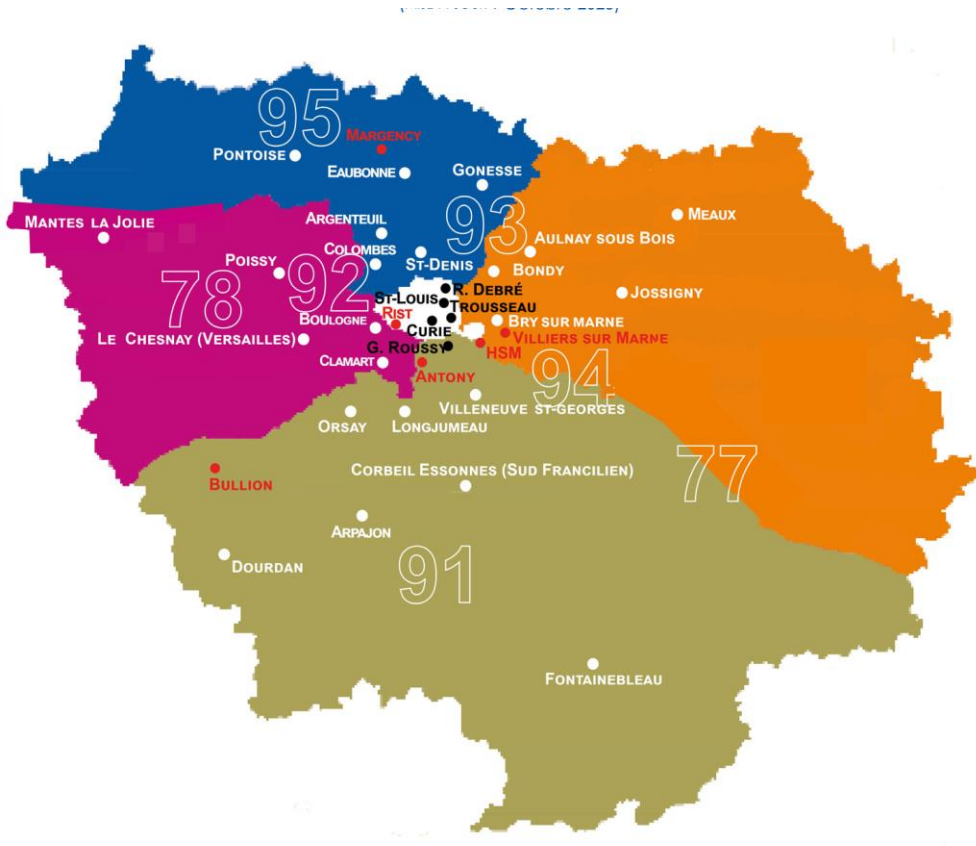 95
MARGENCY
PONTOISE
EAUBONNE
GONESSE
93
MANTES LA JOLIE
ARGENTEUIL
MEAUX
COLOMBES
ST-DENIS
AULNAY SOUS BOIS
POISSY
78
92
BONDY
R. DEBRÉ
JOSSIGNY
ST-LOUIS
TROUSSEAU
RIST
BOULOGNE
CURIE
BRY SUR MARNE
LE CHESNAY (VERSAILLES)
VILLIERS SUR MARNE
G. ROUSSY
HSM
CLAMART
ANTONY
94
VILLENEUVE ST-GEORGES
ORSAY
LONGJUMEAU
77
CORBEIL ESSONNES (SUD FRANCILIEN)
BULLION
ARPAJON
91
DOURDAN
FONTAINEBLEAU